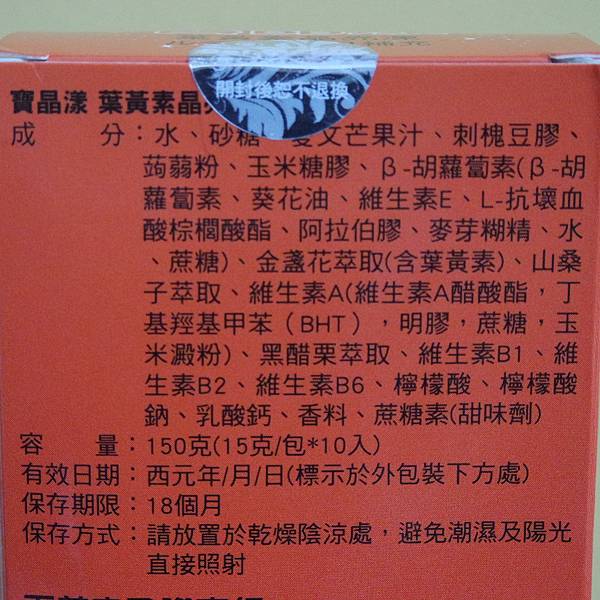 開封後恕不退換
寶晶漾 葉黃素晶
成 分：水、砂糖、愛文芒果汁、刺槐豆膠、
蒟蒻粉、玉米糖膠、β-胡蘿蔔素(β-胡
蘿蔔素、葵花油、維生素E、L-抗壞血
酸棕櫚酸酯、阿拉伯膠、麥芽糊精、水
、蔗糖)、金盞花萃取(含葉黃素)、山桑
子萃取、維生素A(維生素A醋酸酯，丁
基羥基甲苯（BHT），明膠，蔗糖，玉
米澱粉)、黑醋栗萃取、維生素B1、維
生素B2、維生素B6、檸檬酸、檸檬酸
鈉、乳酸鈣、香料、蔗糖素(甜味劑)
容 量：150克(15克/包*10入)
有效日期：西元年/月/日(標示於外包裝下方處)
保存期限：18個月
保存方式：請放置於乾燥陰涼處，避免潮濕及陽光
直接照射